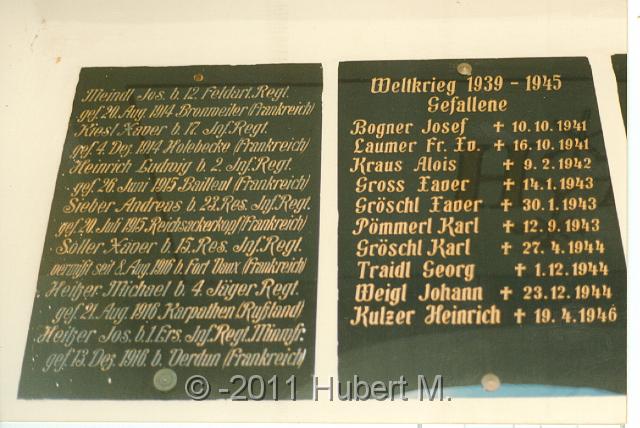 Meindl Jos. b. 12. Feldart. Regt.
gef. 20. Aug. 1914 Bronweiler (Frankreich)
Kiesl Xaver b. 17. Inf. Regt.
gef. 4. Dez. 1914 Holebecke (Frankreich)
Heinrich Ludwig b. 2. Inf. Regt.
gef. 26. Juni 1915 Bailleul (Frankreich)
Sieber Andreas b. 23. Res. Inf. Regt.
gef. 20. Juli 1915 Reichsackerkopf (Frankreich)
Söller Xaver b. 15. Res. Inf. Regt.
vermißt seit 8. Aug. 1916 b. Fort Vaux (Frankreich)
Heitzer Michael b. 4. Jäger Regt.
gef. 21. Aug. 1916 Karpathen (Rußland)
Heitzer Jos. b. 1. Ers. Inf. Regt. Mümpf:
gef. 13. Dez. 1916 b. Verdun (Frankreich)
Weltkrieg 1939 - 1945
Gefallene
Bogner Josef + 10.10.1941
Laumer Fr. Xv. + 16.10.1941
Kraus Alois + 9.2.1942
Gross Xaver + 14.1.1943
Gröschl Xaver + 30.1.1943
Pömmerl Karl + 12.9.1943
Gröschl Karl + 27.4.1944
Traidl Georg + 1.12.1944
Weigl Johann + 23.12.1944
Kulzer Heinrich + 19.4.1946
© -2011 Hubert M.